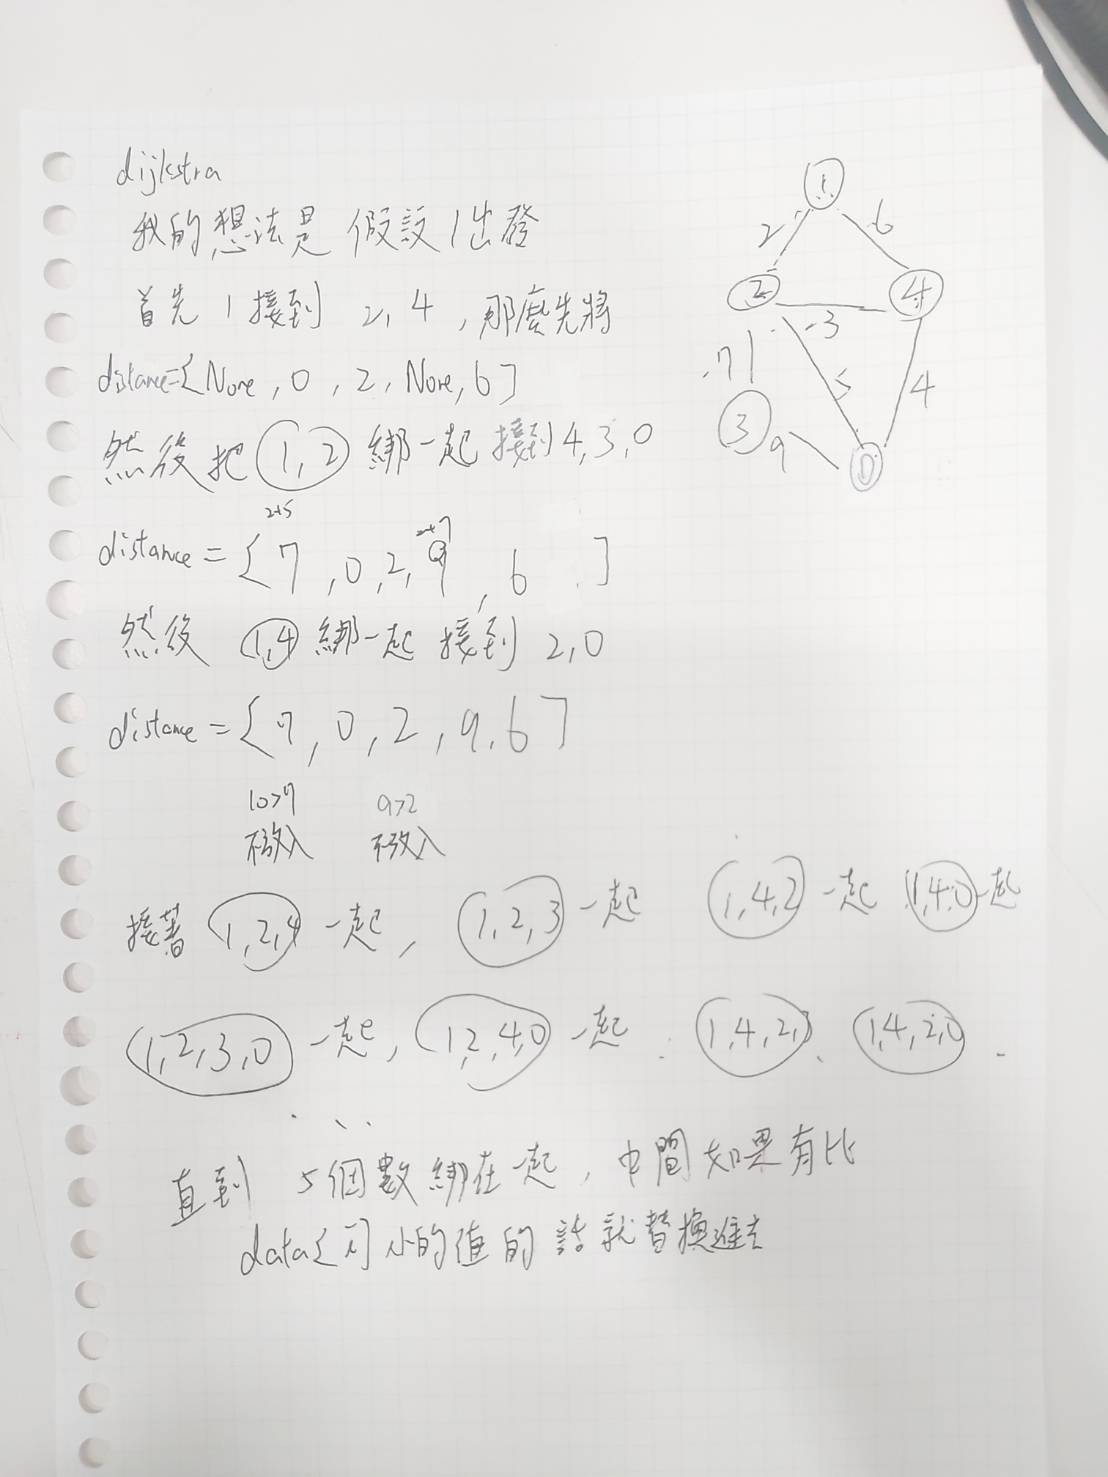 dijkstra
我的想法是 假設1出發
首先 1接到 2,4,那麼先將
distance=[None, 0, 2, None, 6]
然後把 1,2 綁一起 接到4,3,0
2+5
2+7
distance=[7, 0, 2, 9, 6 ]
然後 1,4 綁一起 接到 2,0
distance=[7, 0, 2, 9, 6]
10>7 9>2
不放入 不放入
接著 1,2,4 一起, 1,2,3 一起 1,4,2 一起 1,4,0 一起
1,2,3,0 一起, 1,2,4,0 一起. 1,4,2,3、1,4,2,0
. . .
直到 5個數綁在一起,中間如果有比
data[i]小的值的話就替換進去
1
2 6
2 4
3
7 5 4
3 9
0